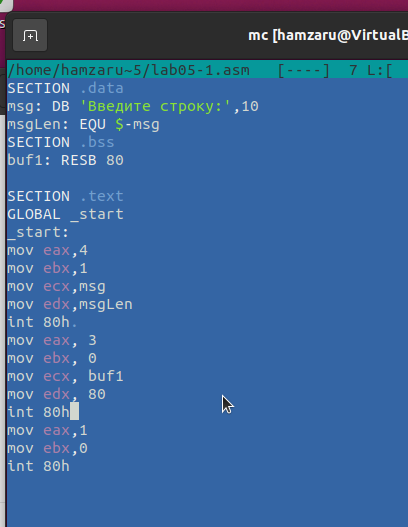 mc [hamzaru@VirtualB
/home/hamzaru~5/lab05-1.asm [----] 7 L:[
SECTION .data
msg: DB 'Введите строку:',10
msgLen: EQU $-msg
SECTION .bss
buf1: RESB 80
SECTION .text
GLOBAL _start
_start:
mov eax,4
mov ebx,1
mov ecx,msg
mov edx,msgLen
int 80h.
mov eax, 3
mov ebx, 0
mov ecx, buf1
mov edx, 80
int 80h
mov eax,1
mov ebx,0
int 80h